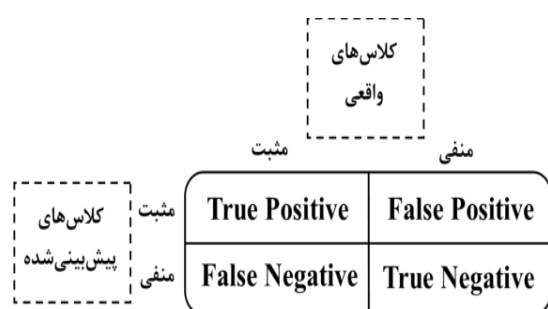 کلاس‌های
واقعی
مثبت منفی
کلاس‌های
پیش‌بینی‌شده
مثبت True Positive False Positive
منفی False Negative True Negative